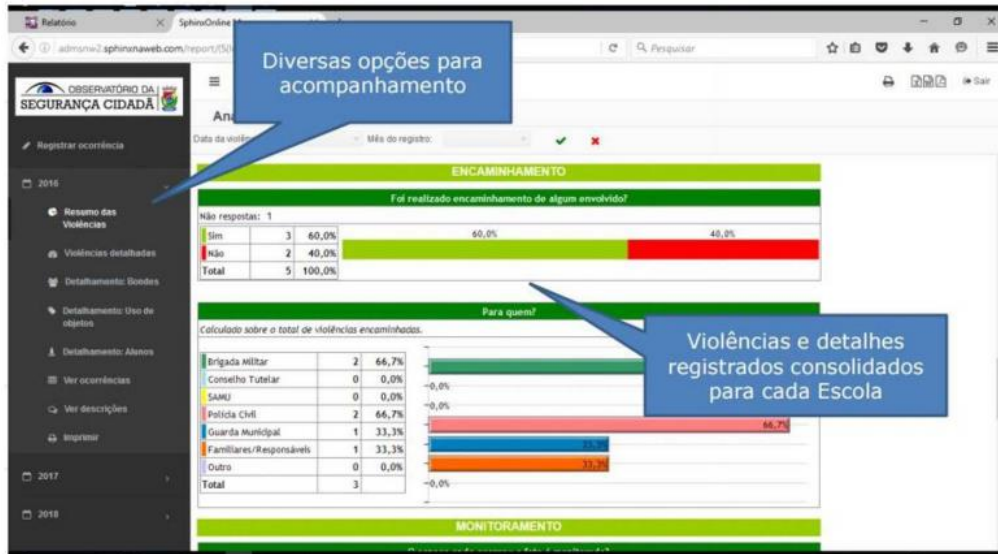 Relatório
SphinxOnline M
admsnw2.sphinxnaweb.com/report/(S(
Pesquisar
Diversas opções para
acompanhamento
OBSERVATÓRIO DA
SEGURANÇA CIDADÃ
Sair
Aná
Data da violên
Mês do registro:
Registrar ocorrência
2016
Resumo das
Violências
Violências detalhadas
Detalhamento: Bondes
Detalhamento: Uso de
objetos
Detalhamento: Alunos
Ver ocorrências
Ver descrições
Imprimir
2017
2018
ENCAMINHAMENTO
Foi realizado encaminhamento de algum envolvido?
Não respostas: 1
Sim 3 60,0%
Não 2 40,0%
Total 5 100,0%
60,0% 40,0%
Para quem?
Calculado sobre o total de violências encaminhadas.
Brigada Militar 2 66,7%
Conselho Tutelar 0 0,0% 0,0%
SAMU 0 0,0% 0,0%
Polícia Civil 2 66,7% 66,7%
Guarda Municipal 1 33,3% 33,3%
Familiares/Responsáveis 1 33,3% 33,3%
Outro 0 0,0% 0,0%
Total 3
Violências e detalhes
registrados consolidados
para cada Escola
MONITORAMENTO